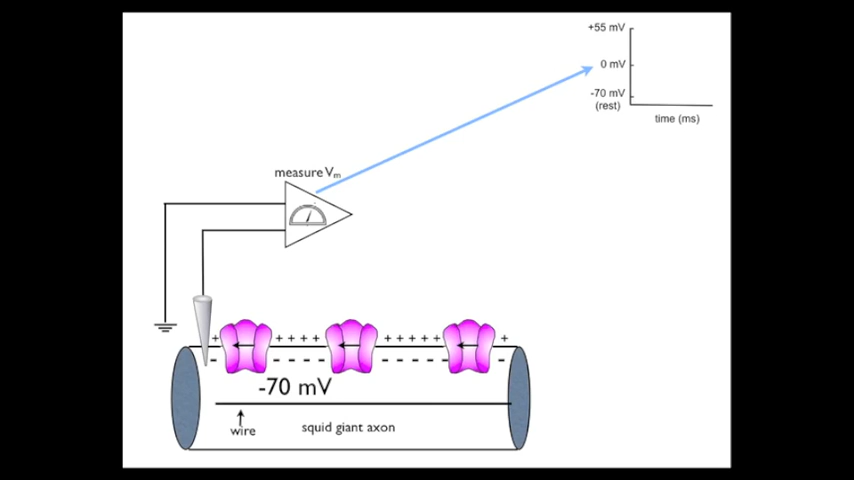 +55 mV
0 mV
-70 mV
(rest)
time (ms)
measure Vm
+ + + + + + + + + + +
- - - - - - - - - - -
-70 mV
wire
squid giant axon